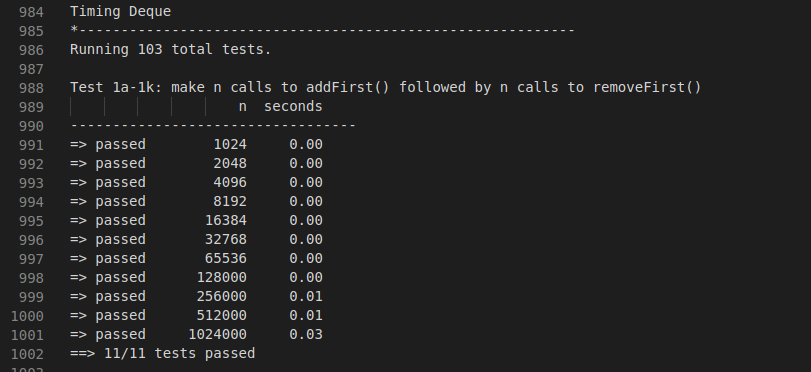 984 Timing Deque
985 *-----------------------------------------------------------
986 Running 103 total tests.
987
988 Test 1a-1k: make n calls to addFirst() followed by n calls to removeFirst()
989                     n  seconds
990 ----------------------------------
991 => passed        1024     0.00
992 => passed        2048     0.00
993 => passed        4096     0.00
994 => passed        8192     0.00
995 => passed       16384     0.00
996 => passed       32768     0.00
997 => passed       65536     0.00
998 => passed      128000     0.00
999 => passed      256000     0.01
1000 => passed      512000     0.01
1001 => passed     1024000     0.03
1002 ==> 11/11 tests passed